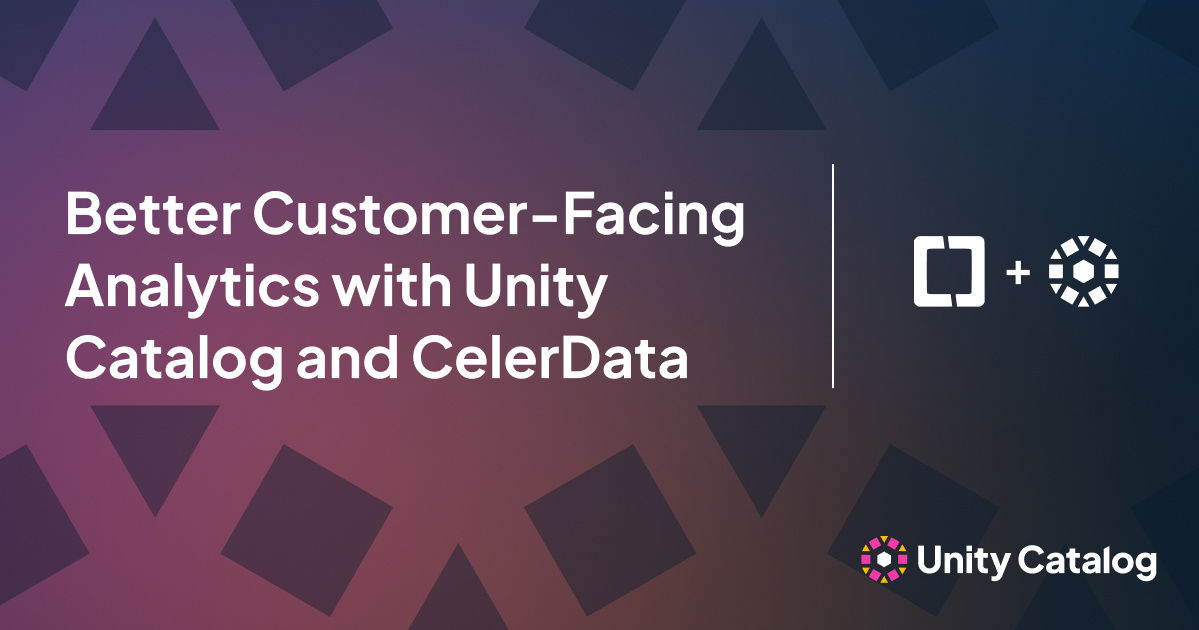 Better Customer–Facing
Analytics with Unity
Catalog and CelerData
+
Unity Catalog